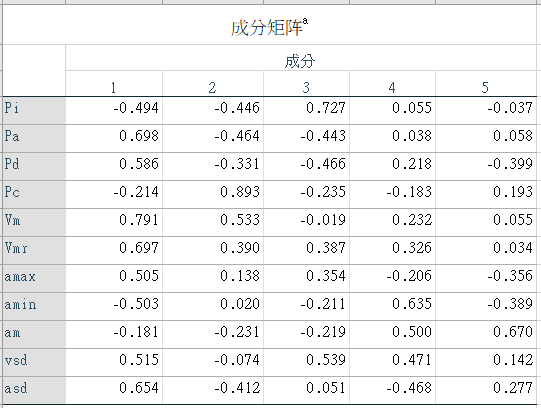 成分矩阵a
成分
1 2 3 4 5
Pi -0.494 -0.446 0.727 0.055 -0.037
Pa 0.698 -0.464 -0.443 0.038 0.058
Pd 0.586 -0.331 -0.466 0.218 -0.399
Pc -0.214 0.893 -0.235 -0.183 0.193
Vm 0.791 0.533 -0.019 0.232 0.055
Vmr 0.697 0.390 0.387 0.326 0.034
amax 0.505 0.138 0.354 -0.206 -0.356
amin -0.503 0.020 -0.211 0.635 -0.389
am -0.181 -0.231 -0.219 0.500 0.670
vsd 0.515 -0.074 0.539 0.471 0.142
asd 0.654 -0.412 0.051 -0.468 0.277